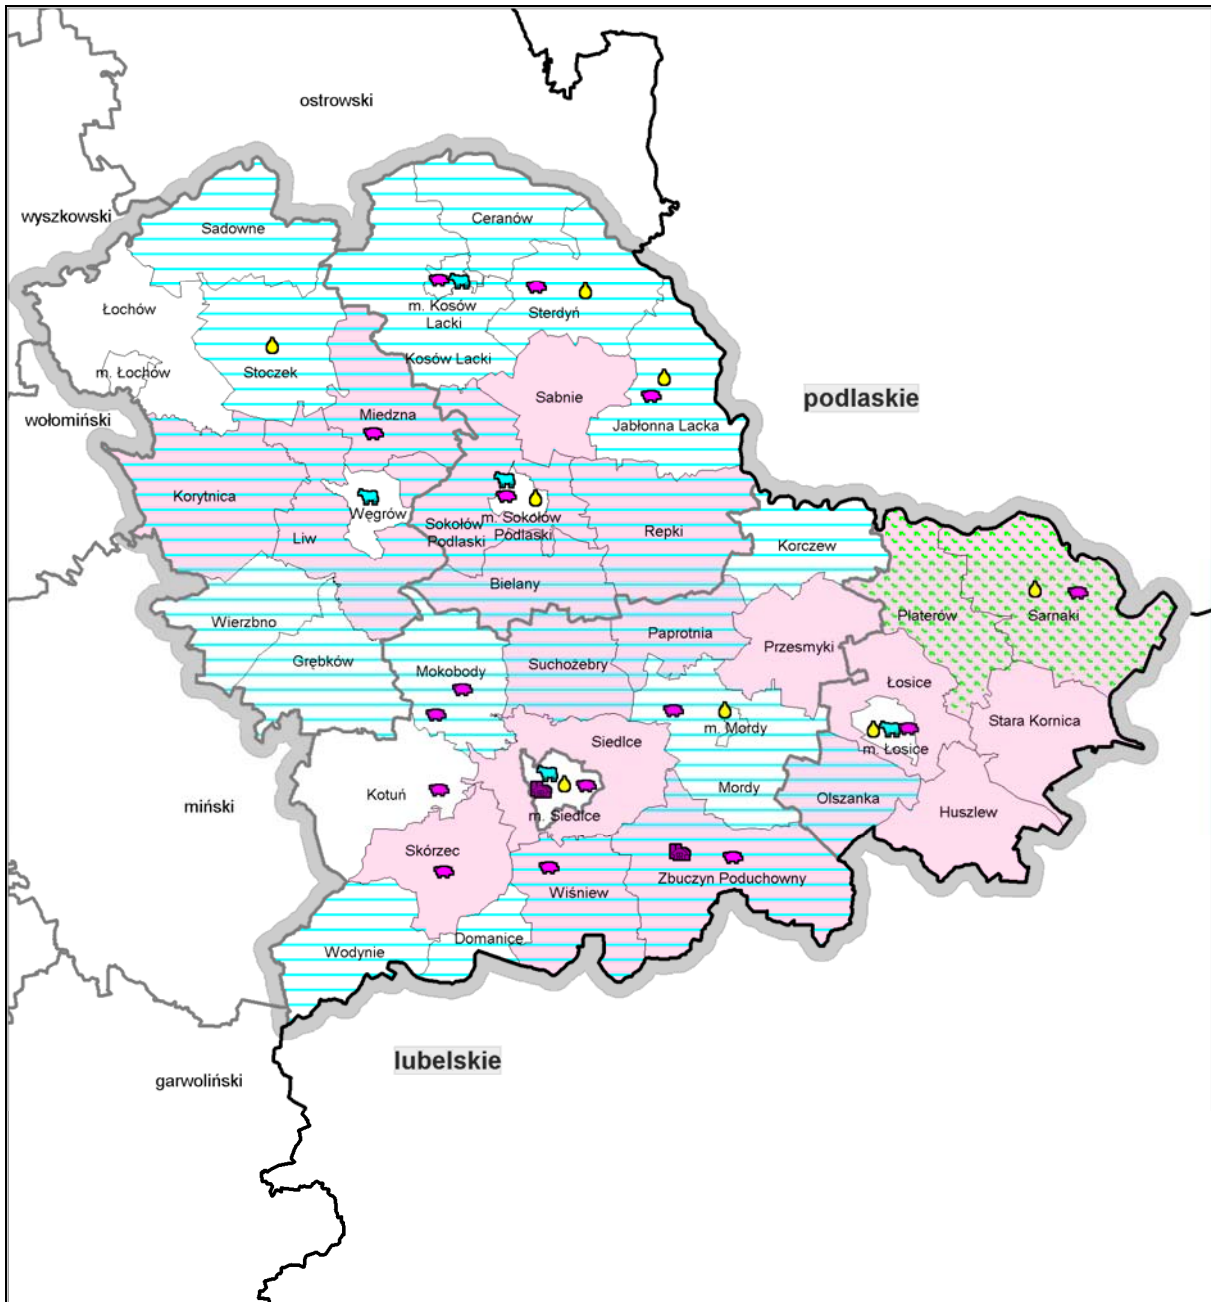 ostrowski
wyszkowski
Sadowne
Ceranów
Łochów
m. Kosów
Lacki
Sterdyń
m. Łochów
Stoczek
Kosów Lacki
Sabnie
podlaskie
wołomiński
Miedzna
Jabłonna Lacka
Korytnica
Węgrów
Liw
Sokołów
Podlaski
m. Sokołów
Podlaski
Repki
Korczew
Bielany
Wierzbno
Paprotnia
Platerów
Sarnaki
Grębków
Mokobody
Suchożebry
Przesmyki
Łosice
Stara Kornica
Siedlce
m. Mordy
m. Łosice
miński
Kotuń
Mordy
Olszanka
Huszlew
m. Siedlce
Skórzec
Wiśniew
Zbuczyn Poduchowny
Wodynie
Domanice
lubelskie
garwoliński